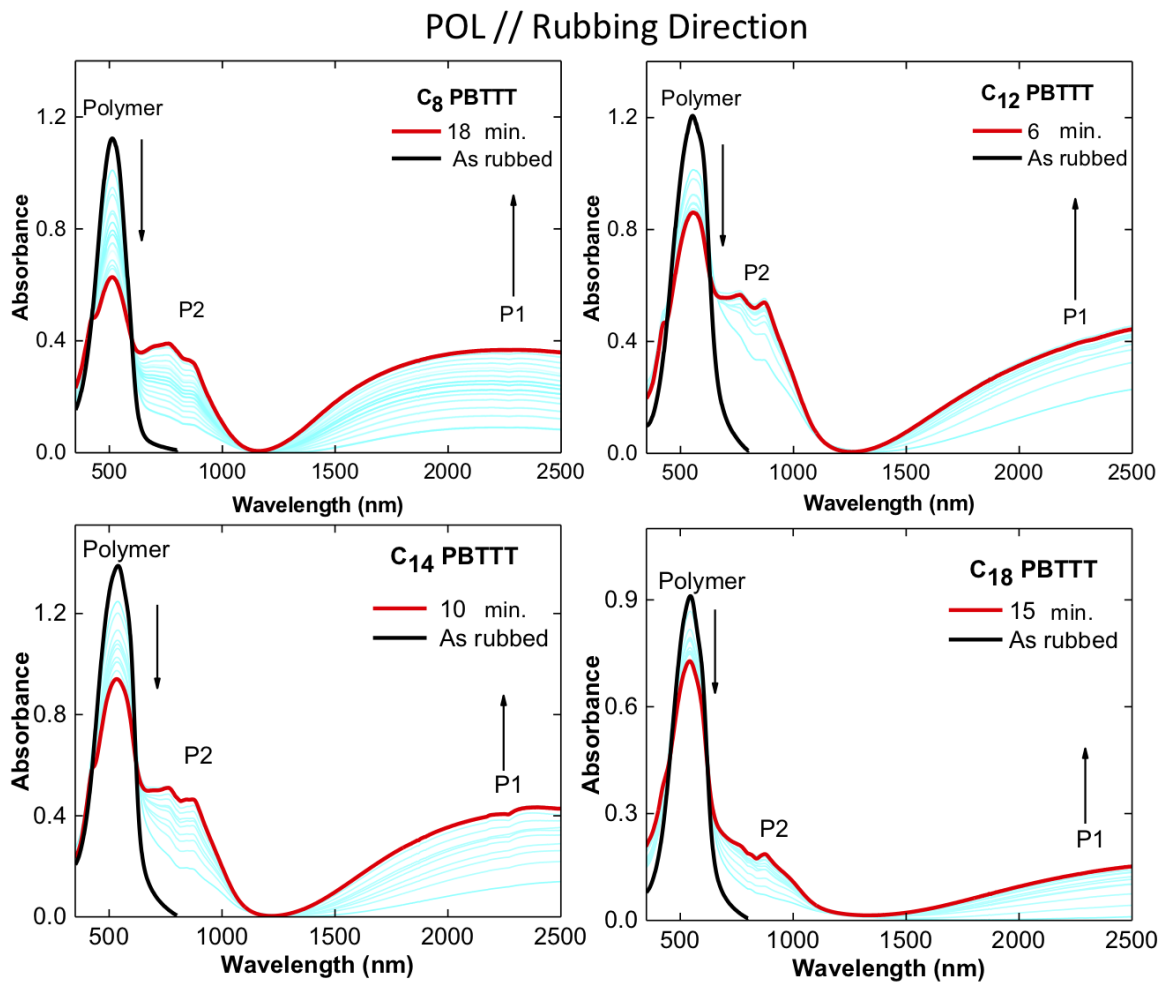 POL // Rubbing Direction
Polymer
C8 PBTTT
18 min.
As rubbed
P2
P1
1.2
0.8
0.4
0.0
Absorbance
500 1000 1500 2000 2500
Wavelength (nm)
Polymer
C12 PBTTT
6 min.
As rubbed
P2
P1
1.2
0.8
0.4
0.0
Absorbance
500 1000 1500 2000 2500
Wavelength (nm)
Polymer
C14 PBTTT
10 min.
As rubbed
P2
P1
1.2
0.8
0.4
0.0
Absorbance
500 1000 1500 2000 2500
Wavelength (nm)
Polymer
C18 PBTTT
15 min.
As rubbed
P2
P1
0.9
0.6
0.3
0.0
Absorbance
500 1000 1500 2000 2500
Wavelength (nm)